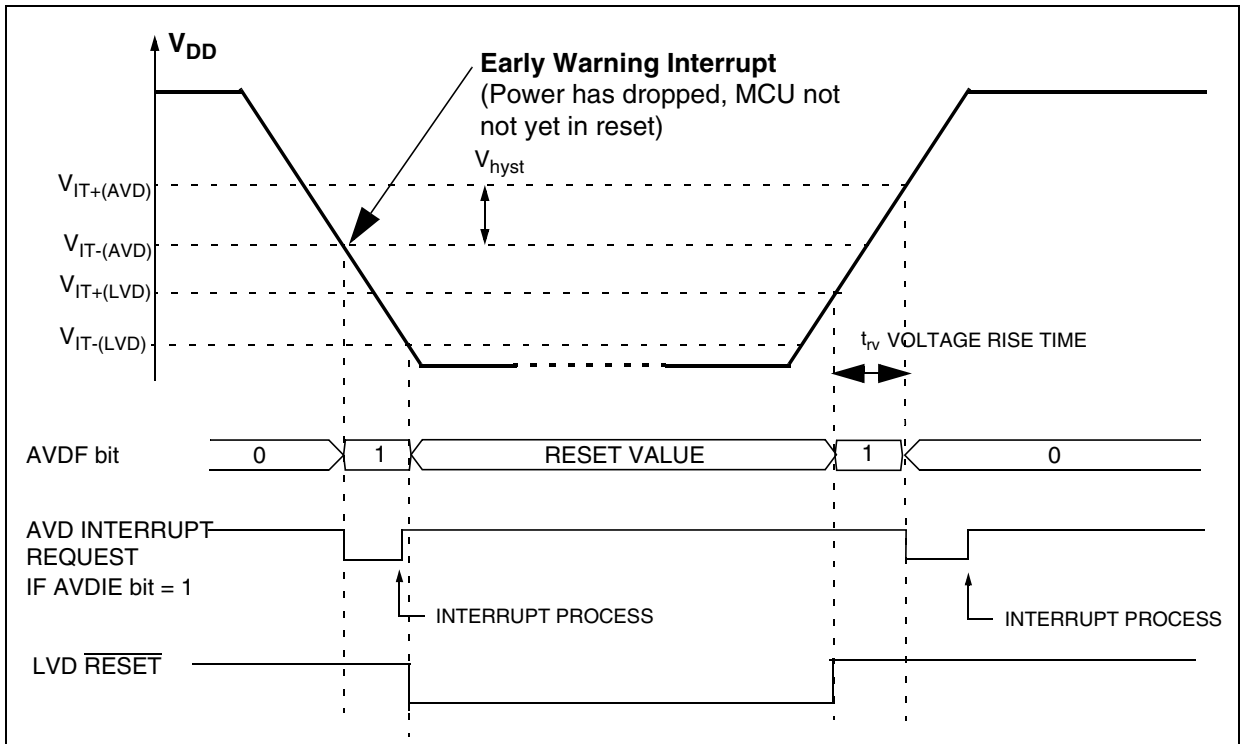 VDD
Early Warning Interrupt
(Power has dropped, MCU not
not yet in reset)
Vhyst
VIT+(AVD)
VIT-(AVD)
VIT+(LVD)
VIT-(LVD)
trv VOLTAGE RISE TIME
AVDF bit
0
1
RESET VALUE
1
0
AVD INTERRUPT
REQUEST
IF AVDIE bit = 1
INTERRUPT PROCESS
INTERRUPT PROCESS
LVD RESET